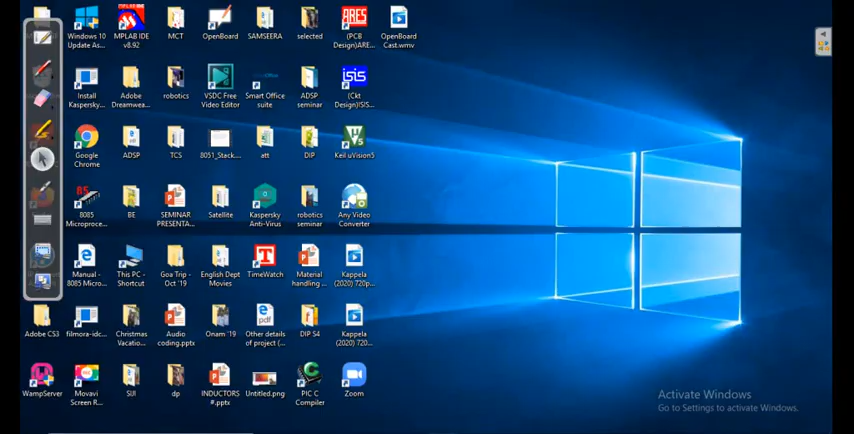 Windows 10
Update As...
MPLAB IDE
v8.92
MCT
OpenBoard
SAMSEERA
selected
ARES
(PCB
Design)ARE...
OpenBoard
Cast.wmv
Install
Kaspersky...
Adobe
Dreamwea...
robotics
VSDC Free
Video Editor
Smart Office
suite
ADSP
seminar
isis
(Ckt
Design)ISIS...
Google
Chrome
ADSP
TCS
8051_Stack,...
att
DIP
Keil uVision5
85
8085
Microproce...
BE
SEMINAR
PRESENTA...
Satellite
Kaspersky
Anti-Virus
robotics
seminar
Any Video
Converter
Manual -
8085 Micro...
This PC -
Shortcut
Goa Trip -
Oct '19
English Dept
Movies
TimeWatch
Material
handling ...
Kappela
(2020) 720p...
Adobe CS3
filmora-idc...
Christmas
Vacatio...
Audio
coding.pptx
Onam '19
pdf
Other details
of project (...
DIP S4
Kappela
(2020) 720...
WampServer
Movavi
Screen R...
SIJI
dp
INDUCTORS
#.pptx
Untitled.png
PIC C
Compiler
Zoom
Activate Windows
Go to Settings to activate Windows.